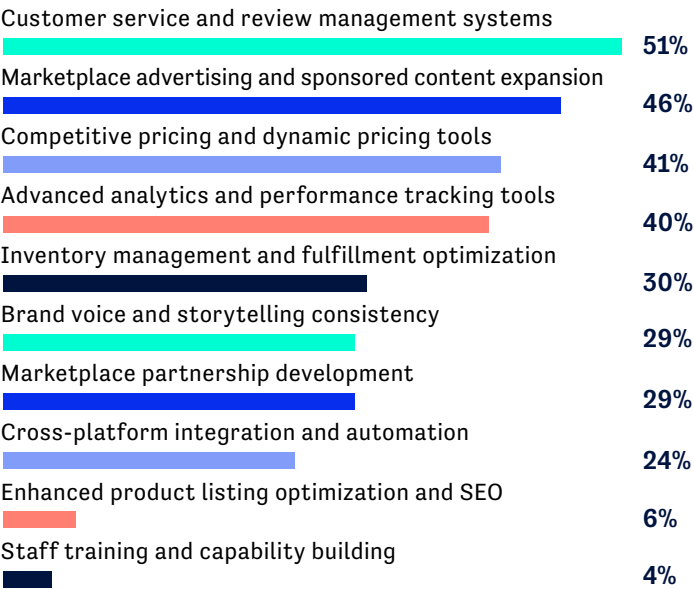 Customer service and review management systems
51%
Marketplace advertising and sponsored content expansion
46%
Competitive pricing and dynamic pricing tools
41%
Advanced analytics and performance tracking tools
40%
Inventory management and fulfillment optimization
30%
Brand voice and storytelling consistency
29%
Marketplace partnership development
29%
Cross-platform integration and automation
24%
Enhanced product listing optimization and SEO
6%
Staff training and capability building
4%